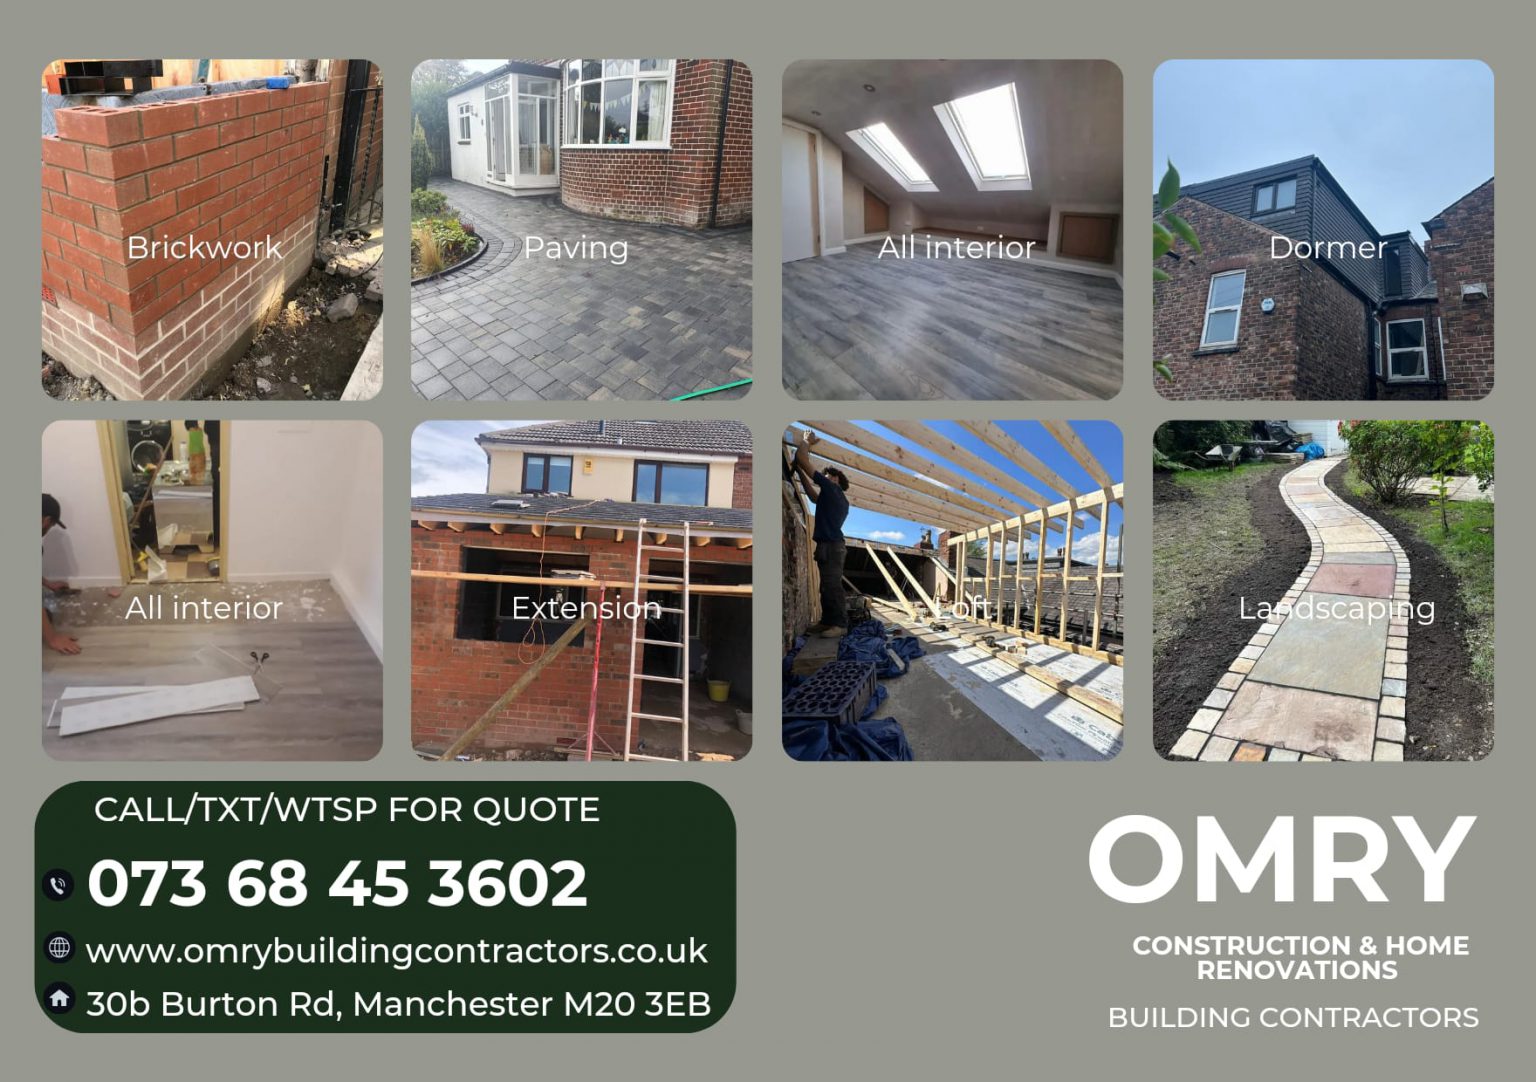 Brickwork
Paving
All interior
Dormer
All interior
Extension
Loft
Landscaping
CALL/TXT/WTSP FOR QUOTE
073 68 45 3602
www.omrybuildingcontractors.co.uk
30b Burton Rd, Manchester M20 3EB
OMRY
CONSTRUCTION & HOME
RENOVATIONS
BUILDING CONTRACTORS